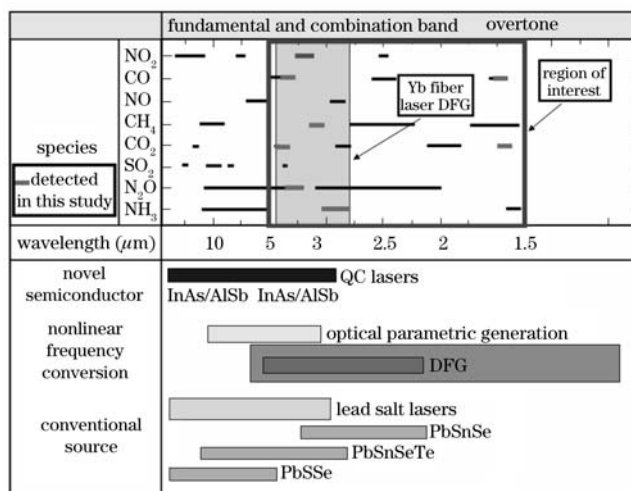 fundamental and combination band overtone
NO₂
CO
NO
CH₄
CO₂
SO₂
N₂O
NH₃
species
detected
in this study
Yb fiber
laser DFG
region of
interest
wavelength (μm) 10 5 3 2.5 2 1.5
novel
semiconductor
QC lasers
InAs/AlSb InAs/AlSb
nonlinear
frequency
conversion
optical parametric generation
DFG
conventional
source
lead salt lasers
PbSnSe
PbSnSeTe
PbSSe